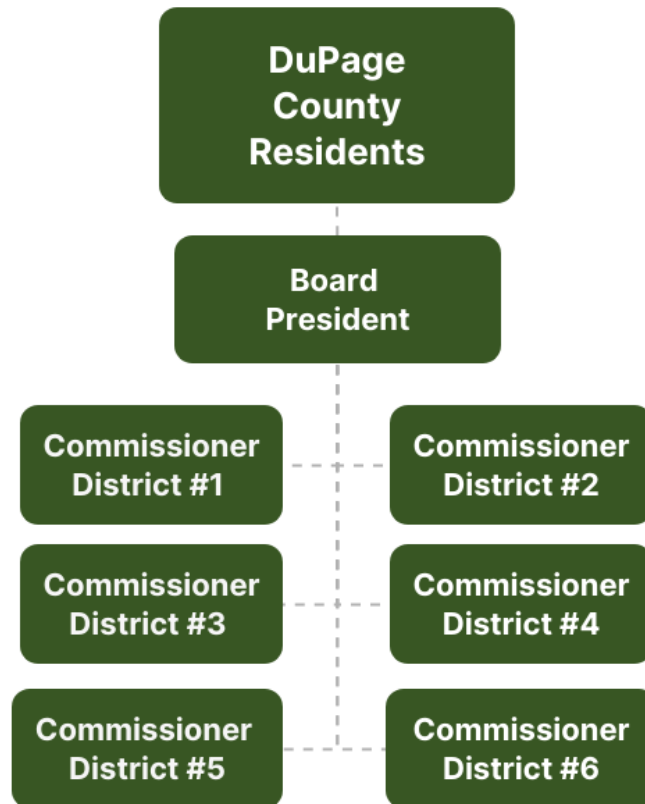 DuPage
County
Residents
Board
President
Commissioner
District #1
Commissioner
District #2
Commissioner
District #3
Commissioner
District #4
Commissioner
District #5
Commissioner
District #6